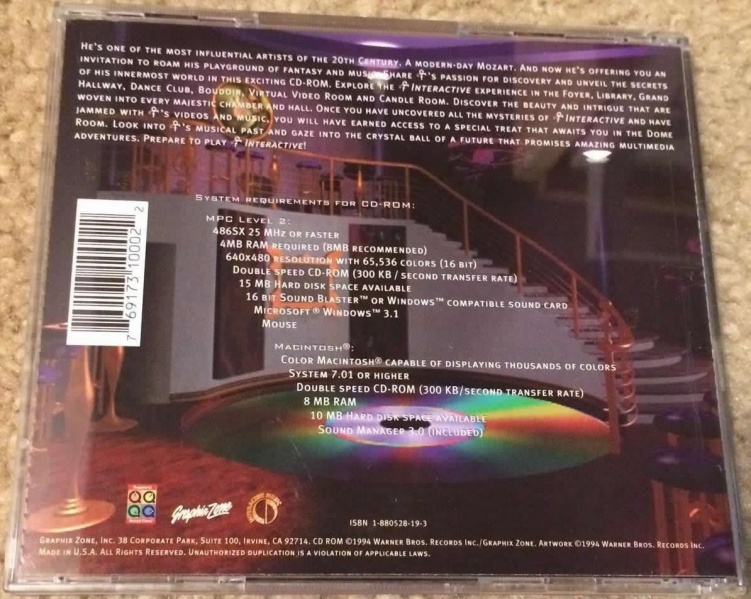 He's one of the most influential artists of the 20th Century. A modern-day Mozart. And now he's offering you an
invitation to roam his playground of fantasy and music. Share 's passion for discovery and unveil the secrets
of his innermost world in this exciting CD-ROM. Explore the Interactive experience in the Foyer, Library, Grand
Hallway, Dance Club, Boudoir, Virtual Video Room and Candle Room. Discover the beauty and intrigue that are
woven into every majestic chamber and hall. Once you have uncovered all the mysteries of Interactive and have
jammed with 's videos and music, you will have earned access to a special treat that awaits you in the Dome
Room. Look into 's musical past and gaze into the crystal ball of a future that promises amazing multimedia
adventures. Prepare to play Interactive!
System requirements for CD-ROM:
MPC Level 2:
486SX 25 MHz or faster
4MB RAM required (8MB recommended)
640x480 resolution with 65,536 colors (16 bit)
Double speed CD-ROM (300 KB / second transfer rate)
15 MB Hard disk space available
16 bit Sound Blaster™ or Windows™ compatible sound card
Microsoft® Windows™ 3.1
Mouse
Macintosh®:
Color Macintosh® capable of displaying thousands of colors
System 7.01 or higher
Double speed CD-ROM (300 KB/second transfer rate)
8 MB RAM
10 MB Hard disk space available
Sound Manager 3.0 (included)
7 69173 10002 2
Graphix Zone
ISBN 1-880528-19-3
Graphix Zone, Inc. 38 Corporate Park, Suite 100, Irvine, CA 92714. CD ROM ©1994 Warner Bros. Records Inc./Graphix Zone. Artwork ©1994 Warner Bros. Records Inc.
Made in U.S.A. All Rights Reserved. Unauthorized duplication is a violation of applicable laws.